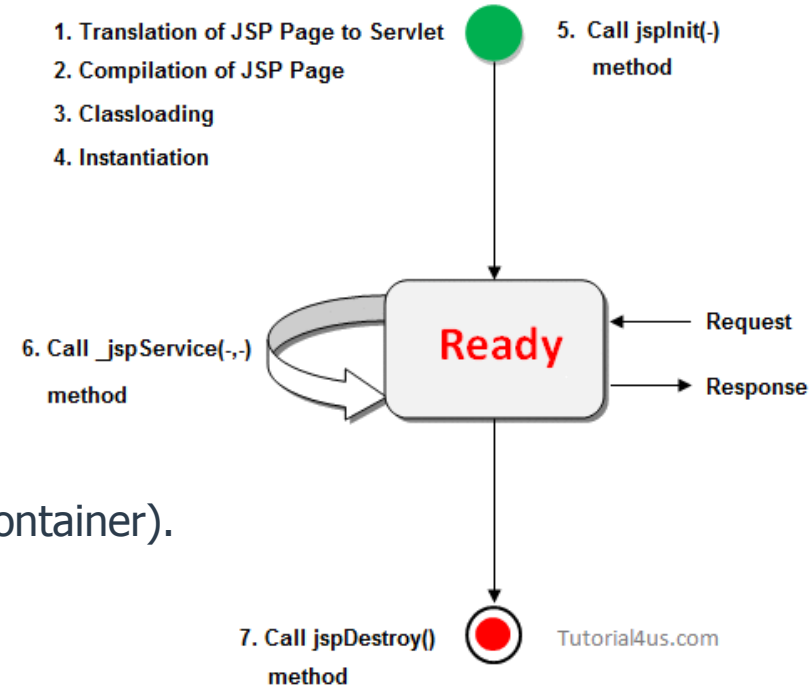 1. Translation of JSP Page to Servlet
2. Compilation of JSP Page
3. Classloading
4. Instantiation
5. Call jspInit(-)
method
Ready
Request
Response
6. Call _jspService(-,-)
method
ontainer).
7. Call jspDestroy()
method
Tutorial4us.com